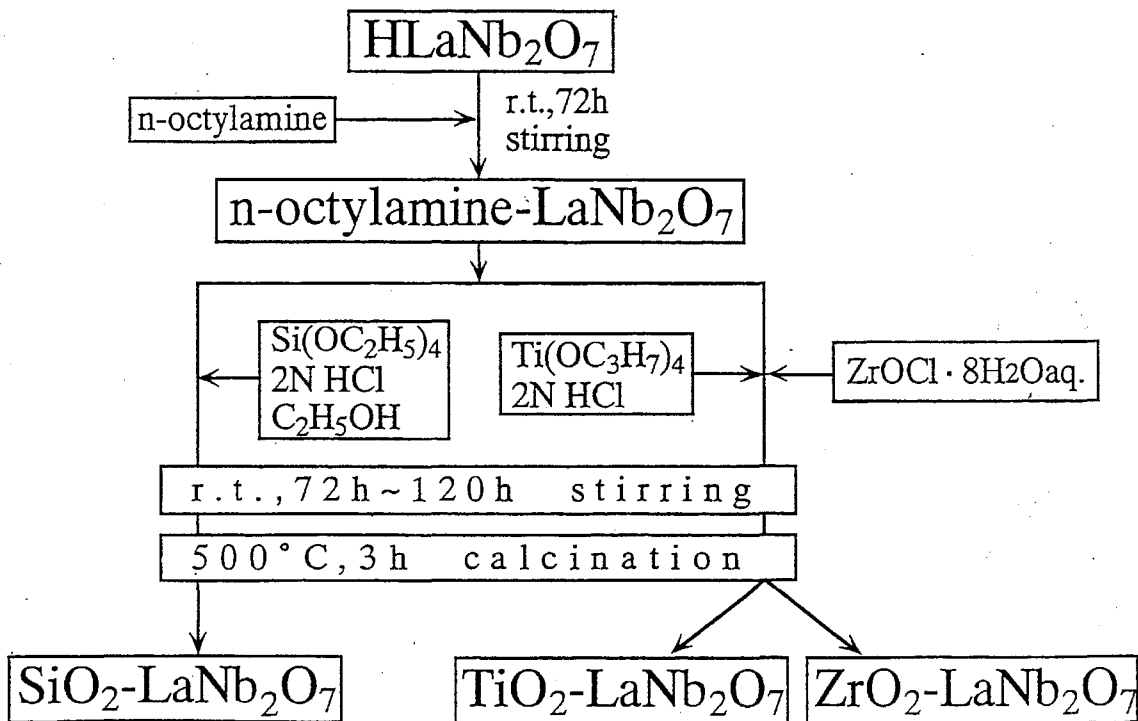 HLaNb₂O₇
n-octylamine
r.t.,72h
stirring
n-octylamine-LaNb₂O₇
Si(OC₂H₅)₄
2N HCl
C₂H₅OH
Ti(OC₃H₇)₄
2N HCl
ZrOCl · 8H2Oaq.
r.t.,72h~120h stirring
500°C,3h calcination
SiO₂-LaNb₂O₇
TiO₂-LaNb₂O₇
ZrO₂-LaNb₂O₇